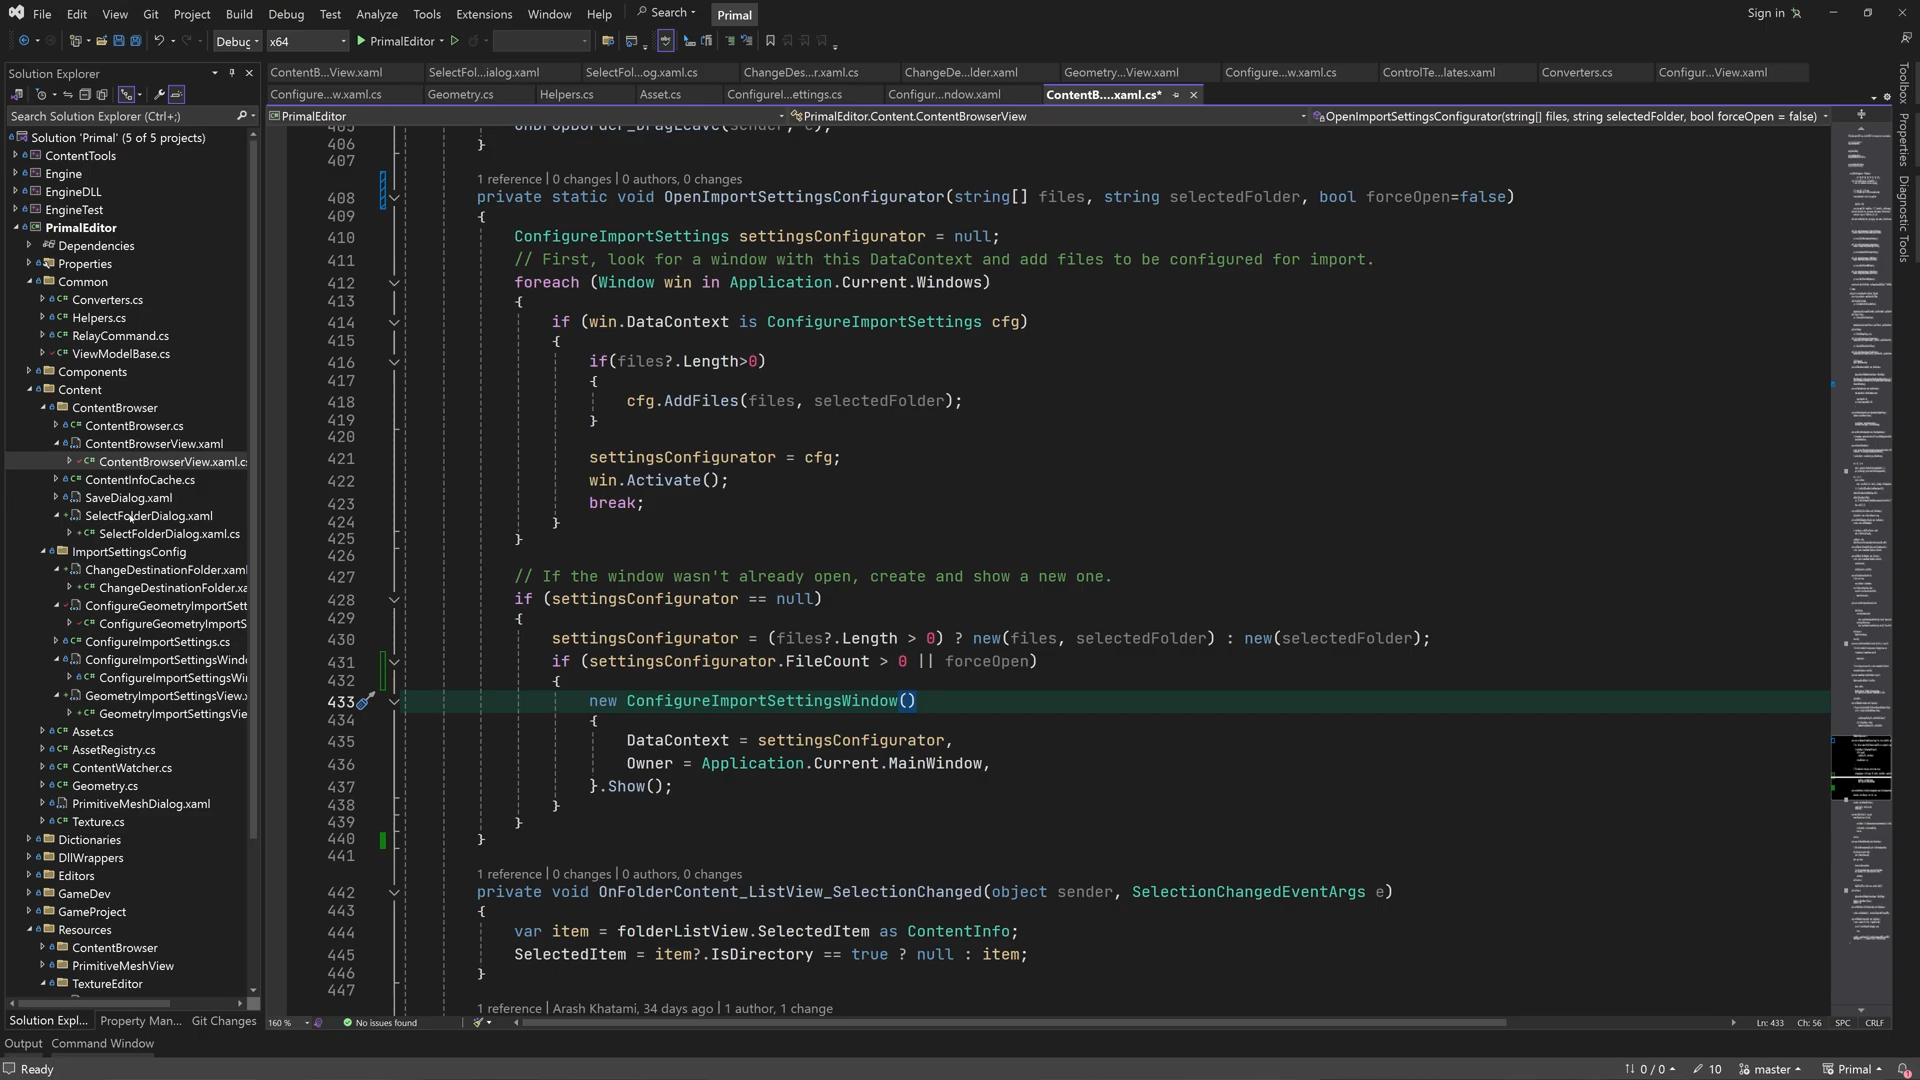 File Edit View Git Project Build Debug Test Analyze Tools Extensions Window Help Search Primal Sign in
Debug x64 PrimalEditor
Solution Explorer
Search Solution Explorer (Ctrl+;)
Solution 'Primal' (5 of 5 projects)
ContentTools
Engine
EngineDLL
EngineTest
PrimalEditor
Dependencies
Properties
Common
Converters.cs
Helpers.cs
RelayCommand.cs
ViewModelBase.cs
Components
Content
ContentBrowser
ContentBrowser.cs
ContentBrowserView.xaml
ContentBrowserView.xaml.cs
ContentInfoCache.cs
SaveDialog.xaml
SelectFolderDialog.xaml
SelectFolderDialog.xaml.cs
ImportSettingsConfig
ChangeDestinationFolder.xaml
ChangeDestinationFolder.xa
ConfigureGeometryImportSett
ConfigureGeometryImportS
ConfigureImportSettings.cs
ConfigureImportSettingsWindo
ConfigureImportSettingsWi
GeometryImportSettingsView.x
GeometryImportSettingsVie
Asset.cs
AssetRegistry.cs
ContentWatcher.cs
Geometry.cs
PrimitiveMeshDialog.xaml
Texture.cs
Dictionaries
DllWrappers
Editors
GameDev
GameProject
Resources
ContentBrowser
PrimitiveMeshView
TextureEditor
Solution Expl... Property Man... Git Changes
ContentB...View.xaml SelectFol...ialog.xaml SelectFol...og.xaml.cs ChangeDes...r.xaml.cs ChangeDe...lder.xaml Geometry...View.xaml Configure...w.xaml.cs ControlTe...lates.xaml Converters.cs Configur...View.xaml
Configure...w.xaml.cs Geometry.cs Helpers.cs Asset.cs Configurel...ettings.cs Configur...ndow.xaml ContentB....xaml.cs*
PrimalEditor PrimalEditor.Content.ContentBrowserView OpenImportSettingsConfigurator(string[] files, string selectedFolder, bool forceOpen = false)
405 OnDropBorder_DragLeave(sender, e);
406 }
407
1 reference | 0 changes | 0 authors, 0 changes
408 private static void OpenImportSettingsConfigurator(string[] files, string selectedFolder, bool forceOpen=false)
409 {
410 ConfigureImportSettings settingsConfigurator = null;
411 // First, look for a window with this DataContext and add files to be configured for import.
412 foreach (Window win in Application.Current.Windows)
413 {
414 if (win.DataContext is ConfigureImportSettings cfg)
415 {
416 if(files?.Length>0)
417 {
418 cfg.AddFiles(files, selectedFolder);
419 }
420
421 settingsConfigurator = cfg;
422 win.Activate();
423 break;
424 }
425 }
426
427 // If the window wasn't already open, create and show a new one.
428 if (settingsConfigurator == null)
429 {
430 settingsConfigurator = (files?.Length > 0) ? new(files, selectedFolder) : new(selectedFolder);
431 if (settingsConfigurator.FileCount > 0 || forceOpen)
432 {
433 new ConfigureImportSettingsWindow()
434 {
435 DataContext = settingsConfigurator,
436 Owner = Application.Current.MainWindow,
437 }.Show();
438 }
439 }
440 }
441
1 reference | 0 changes | 0 authors, 0 changes
442 private void OnFolderContent_ListView_SelectionChanged(object sender, SelectionChangedEventArgs e)
443 {
444 var item = folderListView.SelectedItem as ContentInfo;
445 SelectedItem = item?.IsDirectory == true ? null : item;
446 }
447
1 reference | Arash Khatami, 34 days ago | 1 author, 1 change
160 % No issues found Ln: 433 Ch: 56 SPC CRLF
Toolbox
Properties
Diagnostic Tools
Output Command Window
Ready 0 / 0 10 master Primal